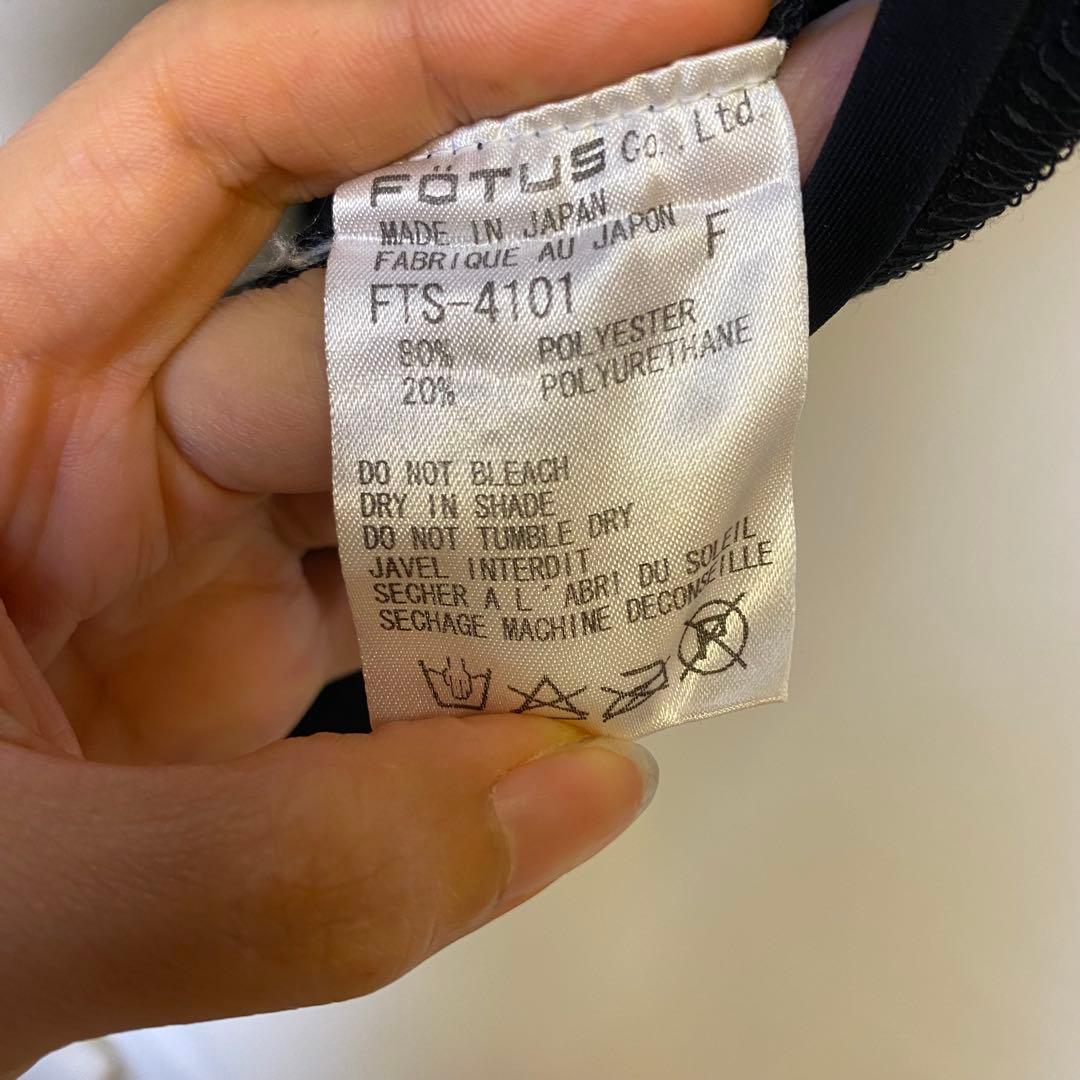 FÖTUS Co., Ltd.
MADE IN JAPAN
FABRIQUE AU JAPON F
FTS-4101
80% POLYESTER
20% POLYURETHANE
DO NOT BLEACH
DRY IN SHADE
DO NOT TUMBLE DRY
JAVEL INTERDIT
SECHER A L'ABRI DU SOLEIL
SECHAGE MACHINE DECONSEILLE
P